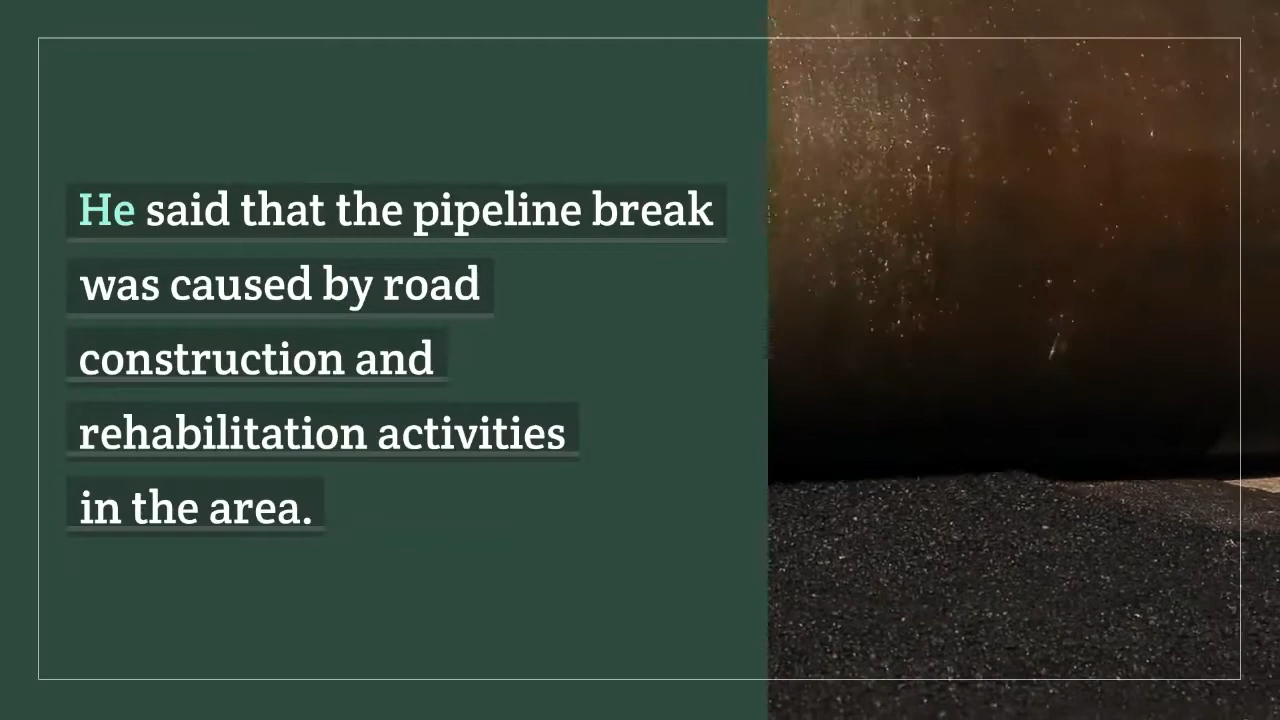 He said that the pipeline break
was caused by road
construction and
rehabilitation activities
in the area.